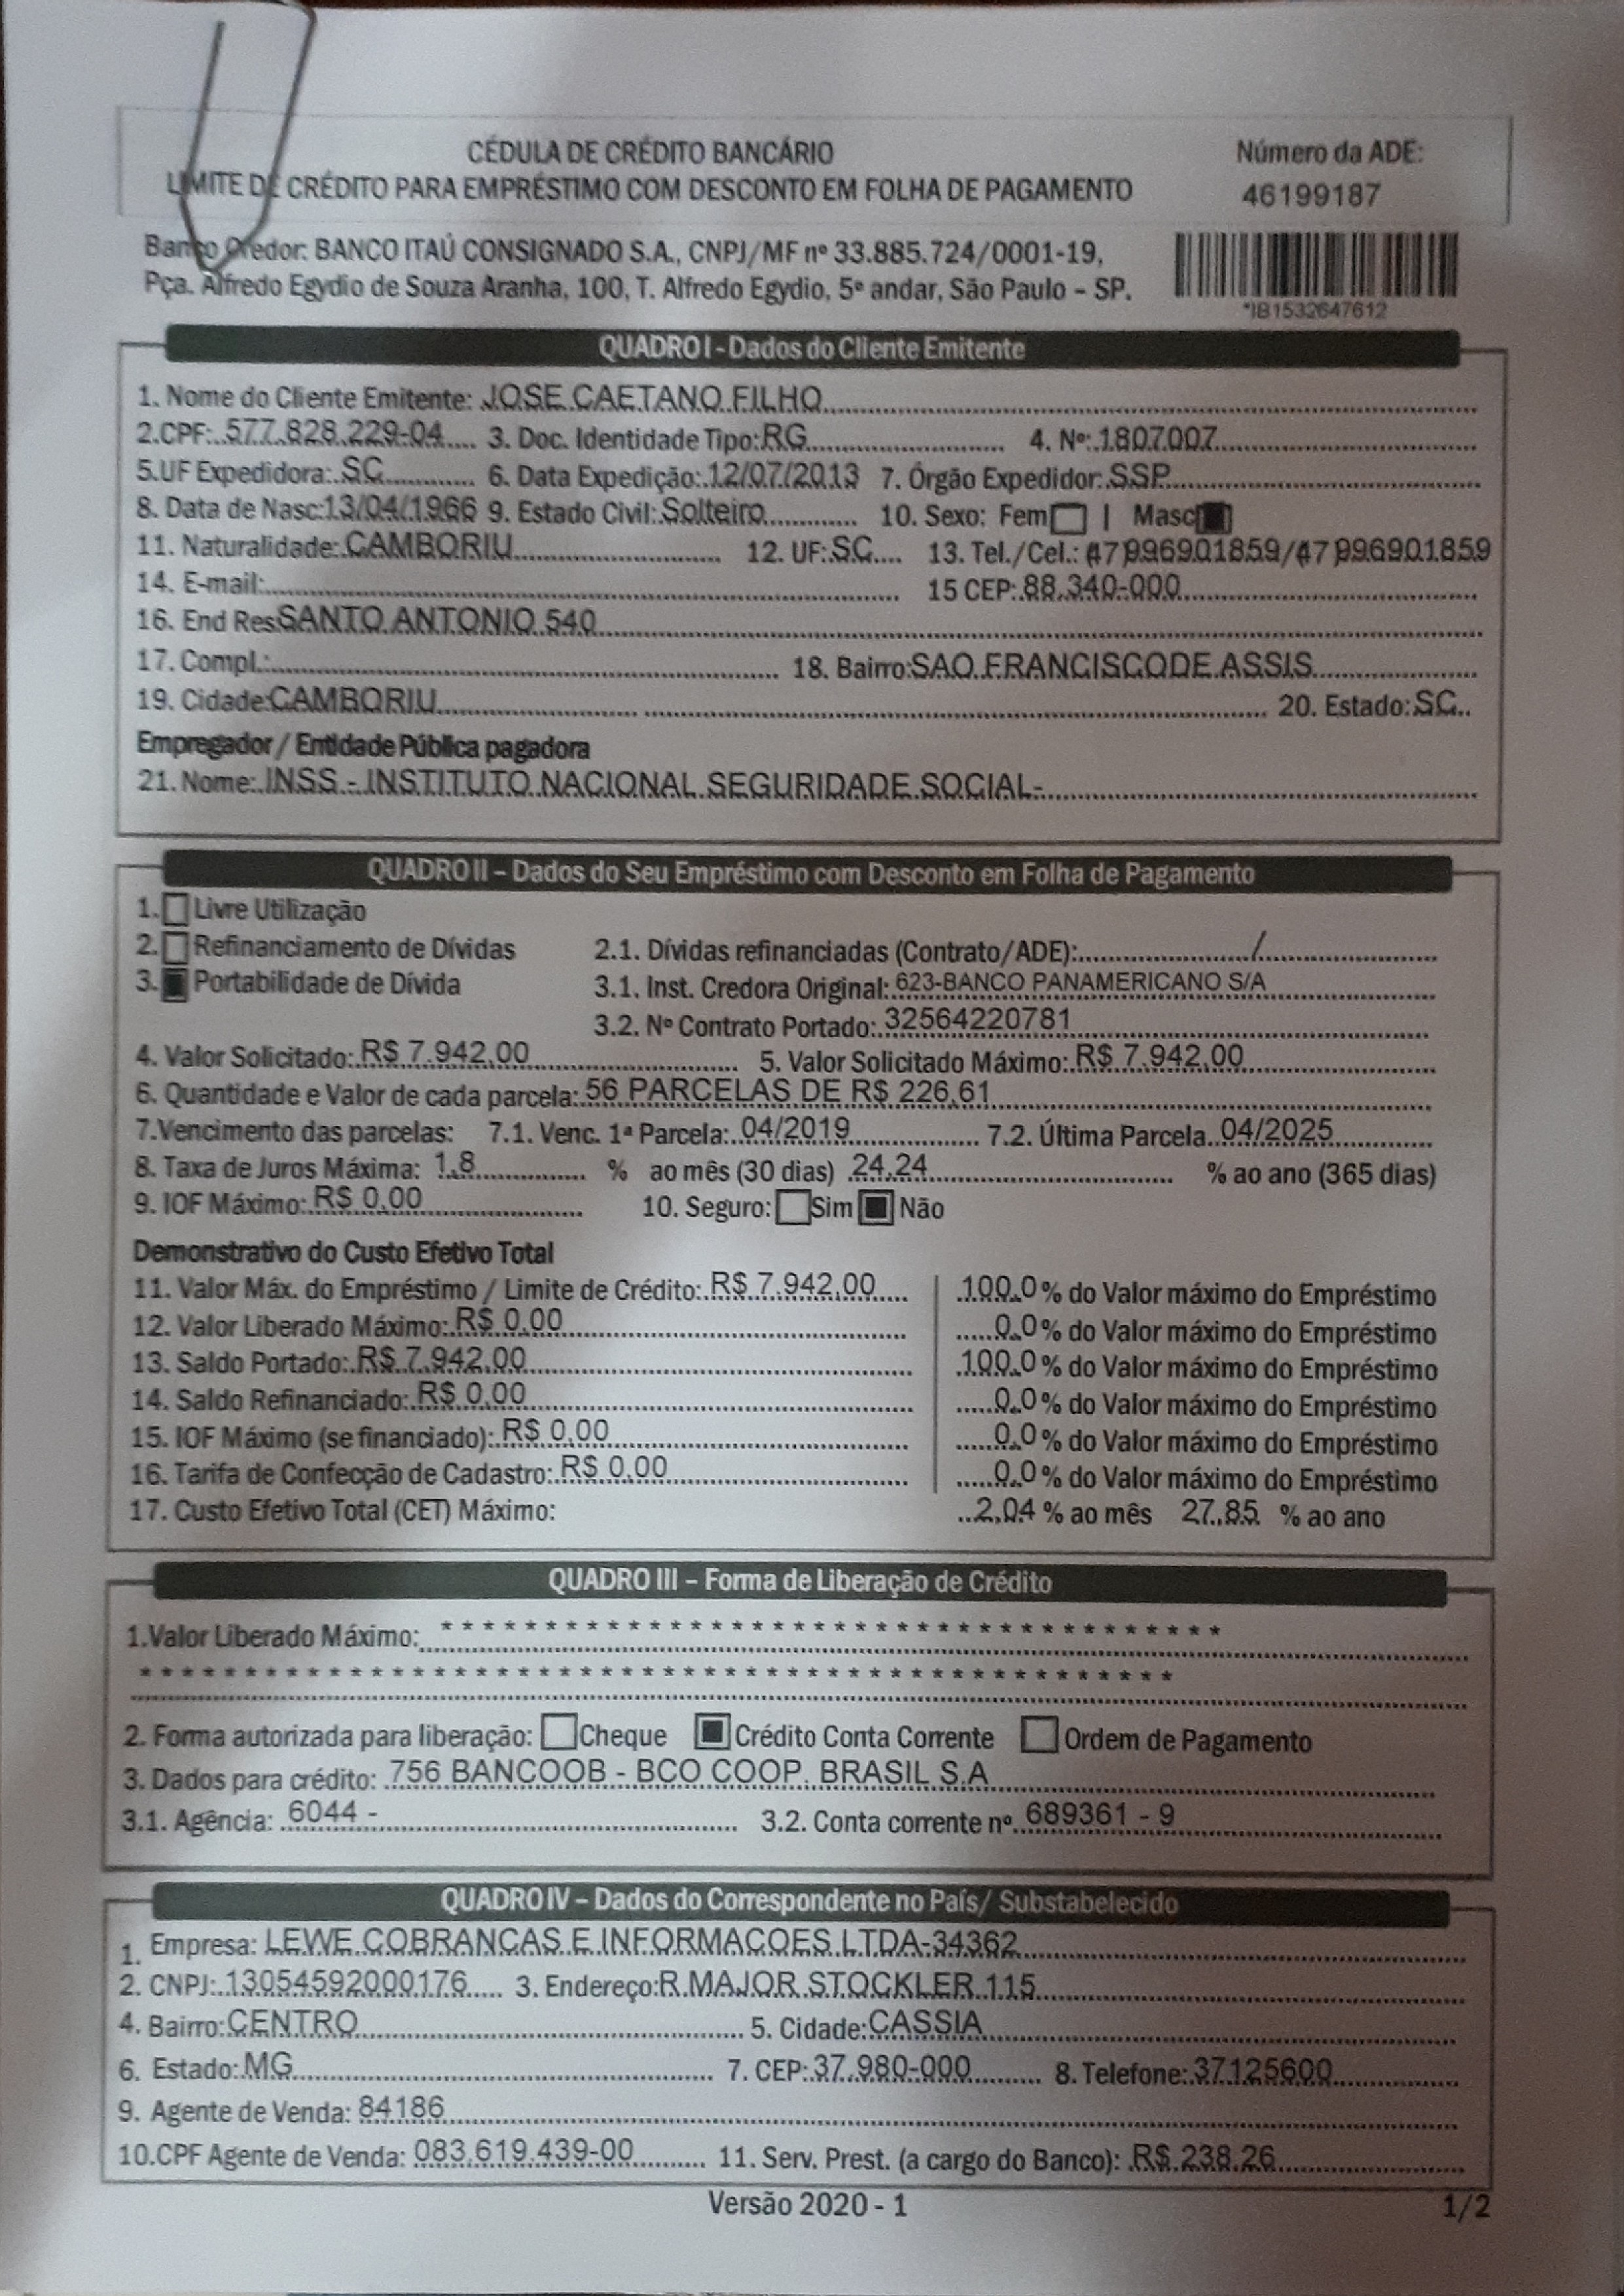 CÉDULA DE CRÉDITO BANCÁRIO
LIMITE DE CRÉDITO PARA EMPRÉSTIMO COM DESCONTO EM FOLHA DE PAGAMENTO
Número da ADE:
46199187
Banco Credor: BANCO ITAÚ CONSIGNADO S.A., CNPJ/MF nº 33.885.724/0001-19,
Pça. Alfredo Egydio de Souza Aranha, 100, T. Alfredo Egydio, 5º andar, São Paulo – SP.
*IB1532647612
QUADRO I - Dados do Cliente Emitente
1. Nome do Cliente Emitente: JOSE CAETANO FILHO
2.CPF: 577.828.229-04 3. Doc. Identidade Tipo: RG 4. Nº: 1807007
5.UF Expedidora: SC 6. Data Expedição: 12/07/2013 7. Órgão Expedidor: SSP
8. Data de Nasc: 13/04/1966 9. Estado Civil: Solteiro 10. Sexo: Fem | Masc
11. Naturalidade: CAMBORIU 12. UF: SC 13. Tel./Cel.: (47)996901859/(47)996901859
14. E-mail: 15 CEP: 88.340-000
16. End Res: SANTO ANTONIO 540
17. Compl.: 18. Bairro: SAO FRANCISCODE ASSIS
19. Cidade: CAMBORIU 20. Estado: SC
Empregador / Entidade Pública pagadora
21. Nome: INSS - INSTITUTO NACIONAL SEGURIDADE SOCIAL-
QUADRO II – Dados do Seu Empréstimo com Desconto em Folha de Pagamento
1. Livre Utilização
2. Refinanciamento de Dívidas 2.1. Dívidas refinanciadas (Contrato/ADE): /
3. Portabilidade de Dívida 3.1. Inst. Credora Original: 623-BANCO PANAMERICANO S/A
3.2. Nº Contrato Portado: 32564220781
4. Valor Solicitado: R$ 7.942,00 5. Valor Solicitado Máximo: R$ 7.942,00
6. Quantidade e Valor de cada parcela: 56 PARCELAS DE R$ 226,61
7.Vencimento das parcelas: 7.1. Venc. 1ª Parcela: 04/2019 7.2. Última Parcela 04/2025
8. Taxa de Juros Máxima: 1,8 % ao mês (30 dias) 24,24 % ao ano (365 dias)
9. IOF Máximo: R$ 0,00 10. Seguro: Sim Não
Demonstrativo do Custo Efetivo Total
11. Valor Máx. do Empréstimo / Limite de Crédito: R$ 7.942,00 100,0 % do Valor máximo do Empréstimo
12. Valor Liberado Máximo: R$ 0,00 0,0 % do Valor máximo do Empréstimo
13. Saldo Portado: R$ 7.942,00 100,0 % do Valor máximo do Empréstimo
14. Saldo Refinanciado: R$ 0,00 0,0 % do Valor máximo do Empréstimo
15. IOF Máximo (se financiado): R$ 0,00 0,0 % do Valor máximo do Empréstimo
16. Tarifa de Confecção de Cadastro: R$ 0,00 0,0 % do Valor máximo do Empréstimo
17. Custo Efetivo Total (CET) Máximo: 2,04 % ao mês 27,85 % ao ano
QUADRO III – Forma de Liberação de Crédito
1.Valor Liberado Máximo: * * * * * * * * * * * * * * * * * * * * * * * * * * * * * * * * * * * * * *
* * * * * * * * * * * * * * * * * * * * * * * * * * * * * * * * * * * * * * * * * * * * * * * * * *
2. Forma autorizada para liberação: Cheque Crédito Conta Corrente Ordem de Pagamento
3. Dados para crédito: 756 BANCOOB - BCO COOP. BRASIL S.A
3.1. Agência: 6044 - 3.2. Conta corrente nº 689361 - 9
QUADRO IV – Dados do Correspondente no País/ Substabelecido
1. Empresa: LEWE COBRANCAS E INFORMACOES LTDA-34362
2. CNPJ: 13054592000176 3. Endereço: R MAJOR STOCKLER 115
4. Bairro: CENTRO 5. Cidade: CASSIA
6. Estado: MG 7. CEP: 37.980-000 8. Telefone: 37125600
9. Agente de Venda: 84186
10.CPF Agente de Venda: 083.619.439-00 11. Serv. Prest. (a cargo do Banco): R$ 238,26
Versão 2020 - 1
1/2